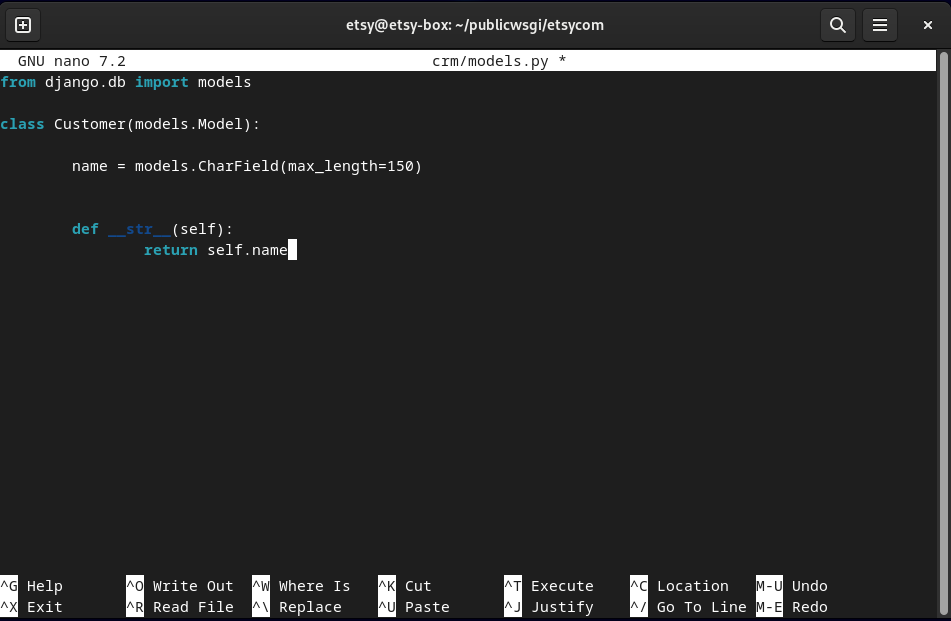 etsy@etsy-box: ~/publicwsgi/etsycom
GNU nano 7.2 crm/models.py *
from django.db import models
class Customer(models.Model):
name = models.CharField(max_length=150)
def __str__(self):
return self.name
^G Help ^O Write Out ^W Where Is ^K Cut ^T Execute ^C Location M-U Undo
^X Exit ^R Read File ^\ Replace ^U Paste ^J Justify ^/ Go To Line M-E Redo